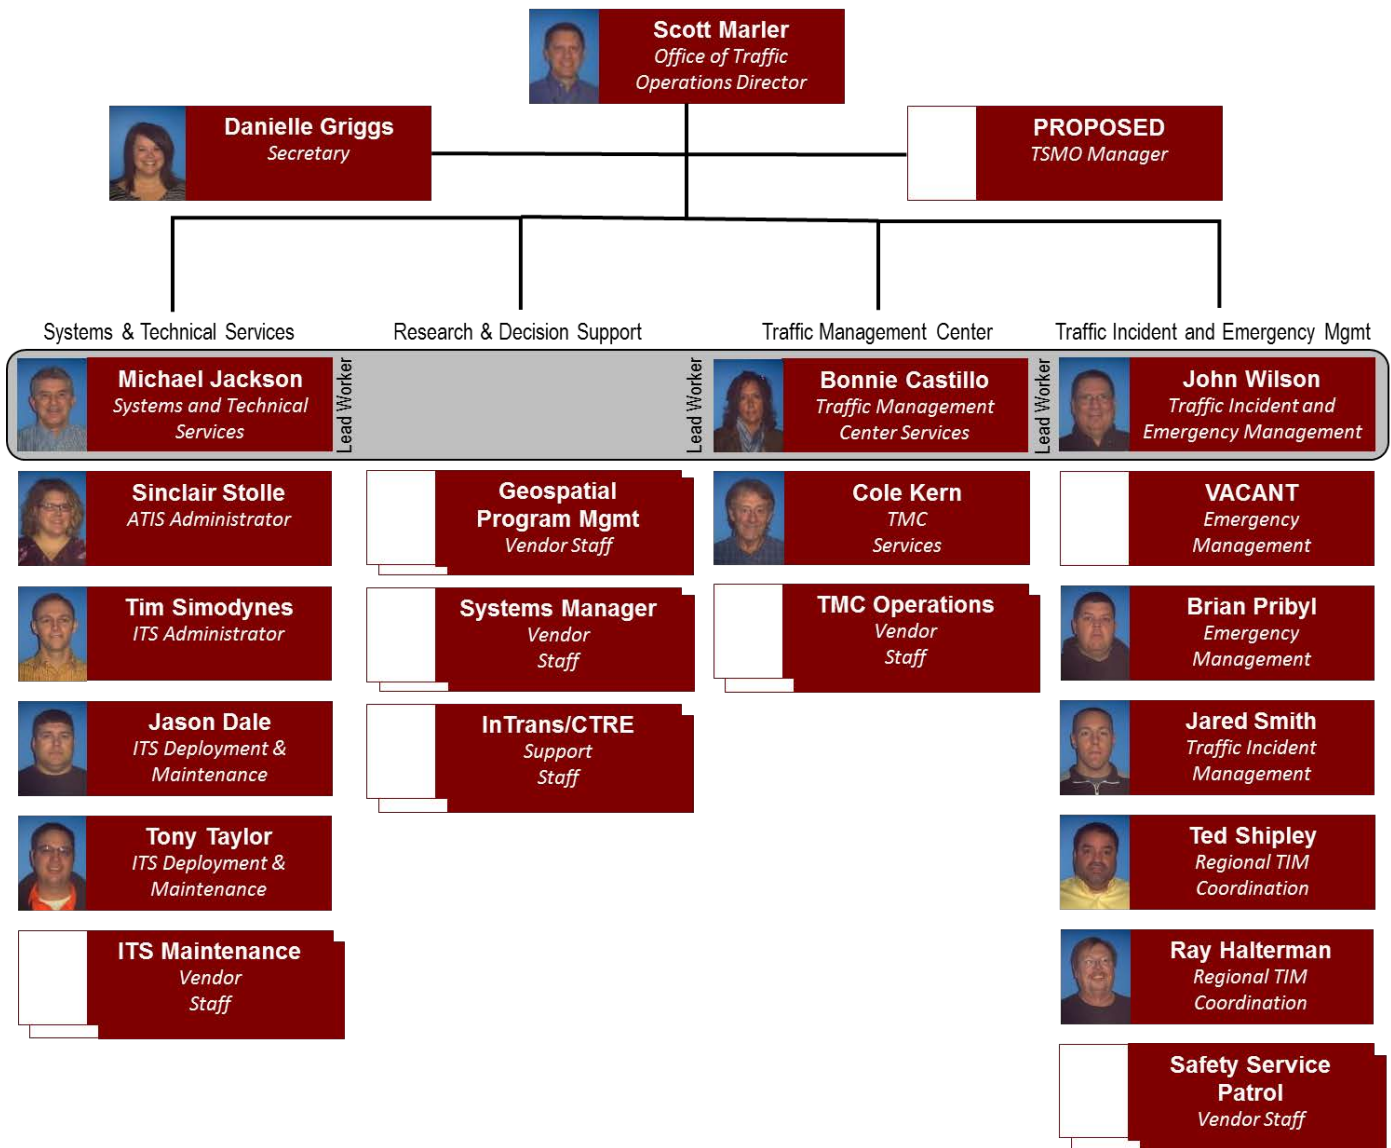 Scott Marler
Office of Traffic
Operations Director
Danielle Griggs
Secretary
PROPOSED
TSMO Manager
Systems & Technical Services
Research & Decision Support
Traffic Management Center
Traffic Incident and Emergency Mgmt
Michael Jackson
Systems and Technical
Services
Lead Worker
Lead Worker
Bonnie Castillo
Traffic Management
Center Services
Lead Worker
John Wilson
Traffic Incident and
Emergency Management
Sinclair Stolle
ATIS Administrator
Geospatial
Program Mgmt
Vendor Staff
Cole Kern
TMC
Services
VACANT
Emergency
Management
Tim Simodynes
ITS Administrator
Systems Manager
Vendor
Staff
TMC Operations
Vendor
Staff
Brian Pribyl
Emergency
Management
Jason Dale
ITS Deployment &
Maintenance
InTrans/CTRE
Support
Staff
Jared Smith
Traffic Incident
Management
Tony Taylor
ITS Deployment &
Maintenance
Ted Shipley
Regional TIM
Coordination
ITS Maintenance
Vendor
Staff
Ray Halterman
Regional TIM
Coordination
Safety Service
Patrol
Vendor Staff